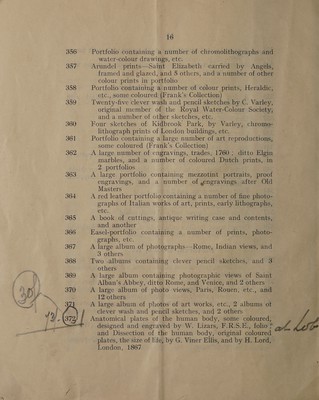 16
356 Portfolio containing a number of chromolithographs and
water-colour drawings, etc.
357 Arundel prints—Saint Elizabeth carried by Angels,
framed and glazed, and 8 others, and a number of other
colour prints in portfolio
358 Portfolio containing a number of colour prints, Heraldic,
etc., some coloured (Frank's Collection)
359 Twenty-five clever wash and pencil sketches by C. Varley,
original member of the Royal Water-Colour Society,
and a number of other sketches, etc.
360 Four sketches of Kidbrook Park, by Varley, chromo-
lithograph prints of London buildings, etc.
361 Portfolio containing a large number of art reproductions,
some coloured (Frank's Collection)
362 A large number of engravings, trades, 1760 ; ditto Elgin
marbles, and a number of coloured Dutch prints, in
2 portfolios
363 A large portfolio containing mezzotint portraits, proof
engravings, and a number of engravings after Old
Masters
364 A red leather portfolio containing a number of fine photo-
graphs of Italian works of art, prints, early lithographs,
etc.
365 A book of cuttings, antique writing case and contents,
and another
366 Easel-portfolio containing a number of prints, photo-
graphs, etc.
367 A large album of photographs—Rome, Indian views, and
3 others
368 Two albums containing clever pencil sketches, and 3
others
369 A large album containing photographic views of Saint
Alban's Abbey, ditto Rome, and Venice, and 2 others
370 A large album of photo views, Paris, Rouen, etc., and
12 others
371 A large album of photos of art works, etc., 2 albums of
clever wash and pencil sketches, and 2 others
372 Anatomical plates of the human body, some coloured,
designed and engraved by W. Lizars, F.R.S.E., folio ;
and Dissection of the human body, original coloured
plates, the size of life, by G. Viner Ellis, and by H. Lord,
London, 1867